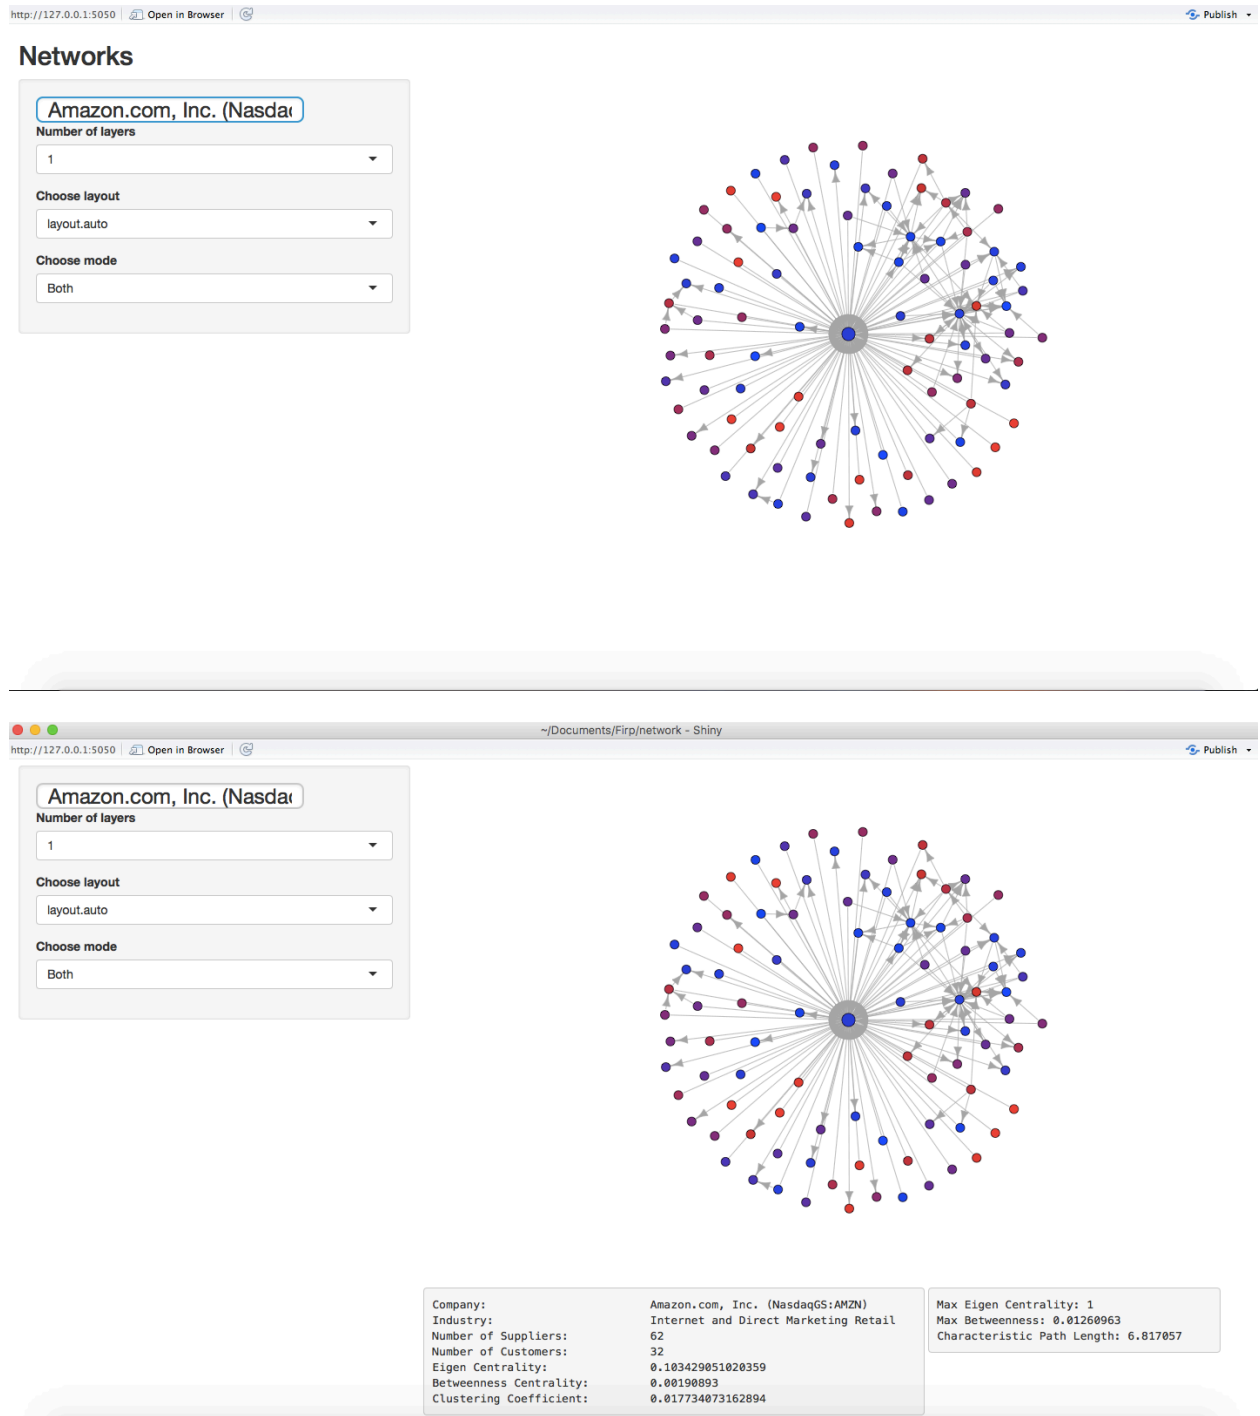 http://127.0.0.1:5050 Open in Browser Publish
Networks
Amazon.com, Inc. (Nasdaq
Number of layers
1
Choose layout
layout.auto
Choose mode
Both
~/Documents/Firp/network - Shiny
http://127.0.0.1:5050 Open in Browser Publish
Amazon.com, Inc. (Nasdaq
Number of layers
1
Choose layout
layout.auto
Choose mode
Both
Company: Amazon.com, Inc. (NasdaqGS:AMZN)
Industry: Internet and Direct Marketing Retail
Number of Suppliers: 62
Number of Customers: 32
Eigen Centrality: 0.103429051020359
Betweenness Centrality: 0.00190893
Clustering Coefficient: 0.017734073162894
Max Eigen Centrality: 1
Max Betweenness: 0.01260963
Characteristic Path Length: 6.817057